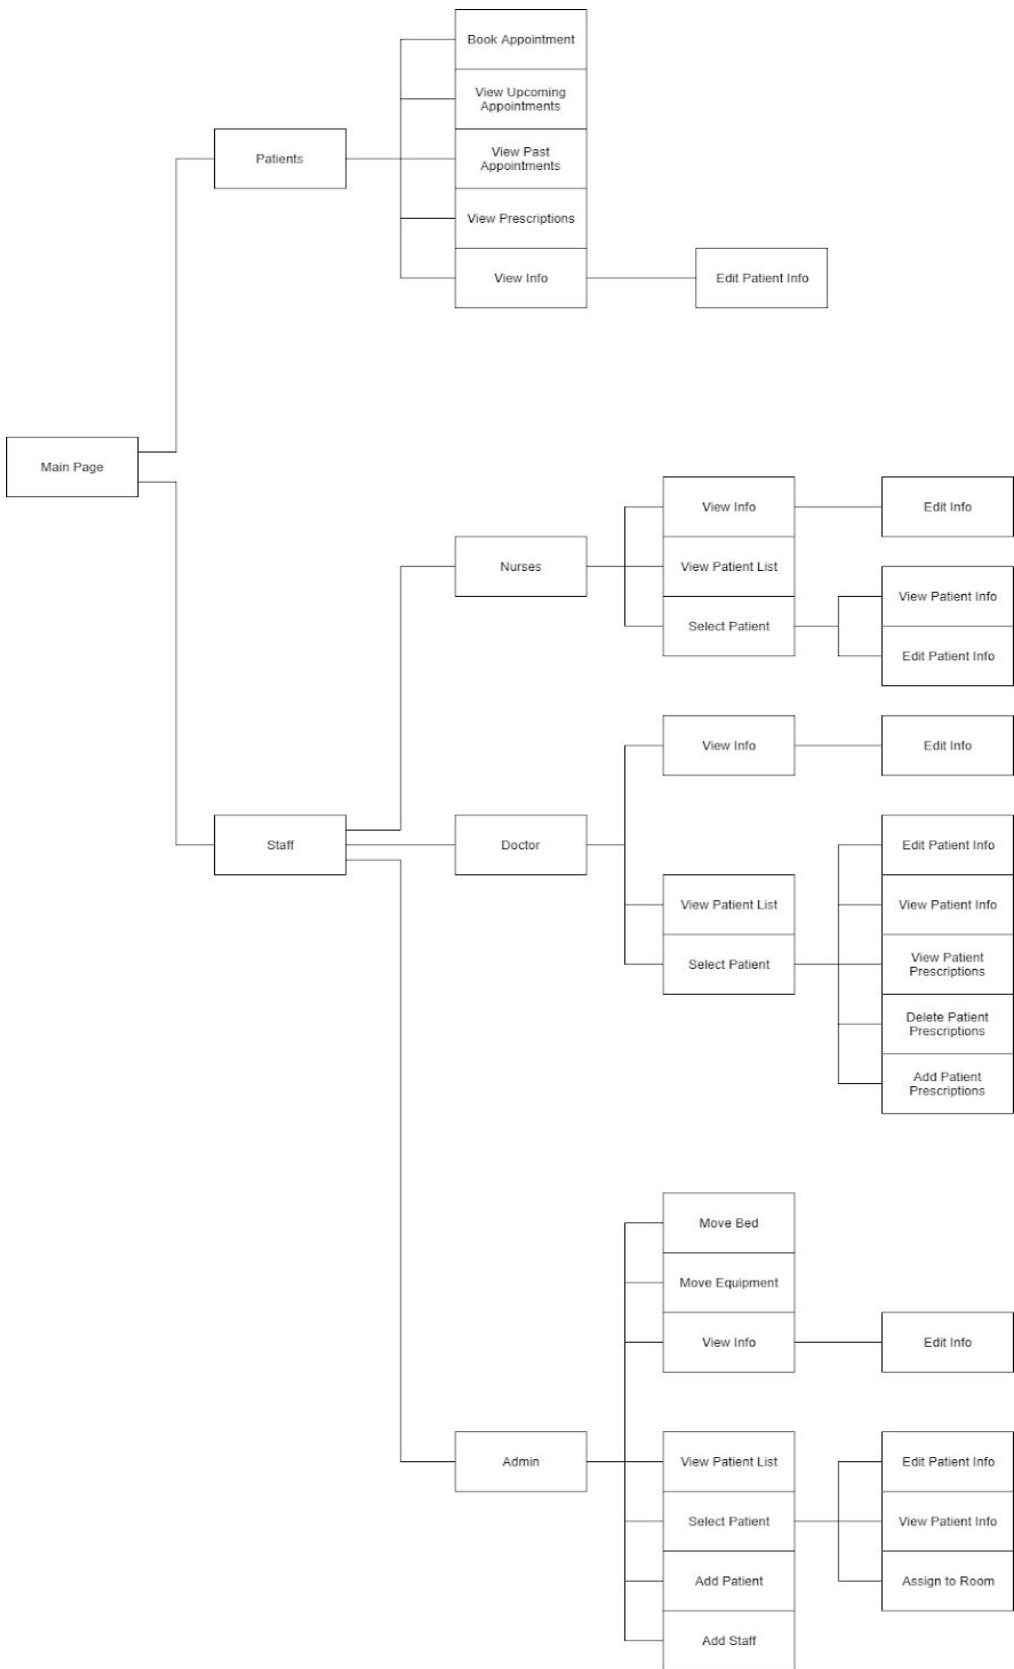 Book Appointment
View Upcoming
Appointments
Patients
View Past
Appointments
View Prescriptions
View Info
Edit Patient Info
Main Page
View Info
Edit Info
Nurses
View Patient List
View Patient Info
Select Patient
Edit Patient Info
View Info
Edit Info
Staff
Doctor
Edit Patient Info
View Patient List
View Patient Info
Select Patient
View Patient
Prescriptions
Delete Patient
Prescriptions
Add Patient
Prescriptions
Move Bed
Move Equipment
View Info
Edit Info
Admin
View Patient List
Edit Patient Info
Select Patient
View Patient Info
Add Patient
Assign to Room
Add Staff